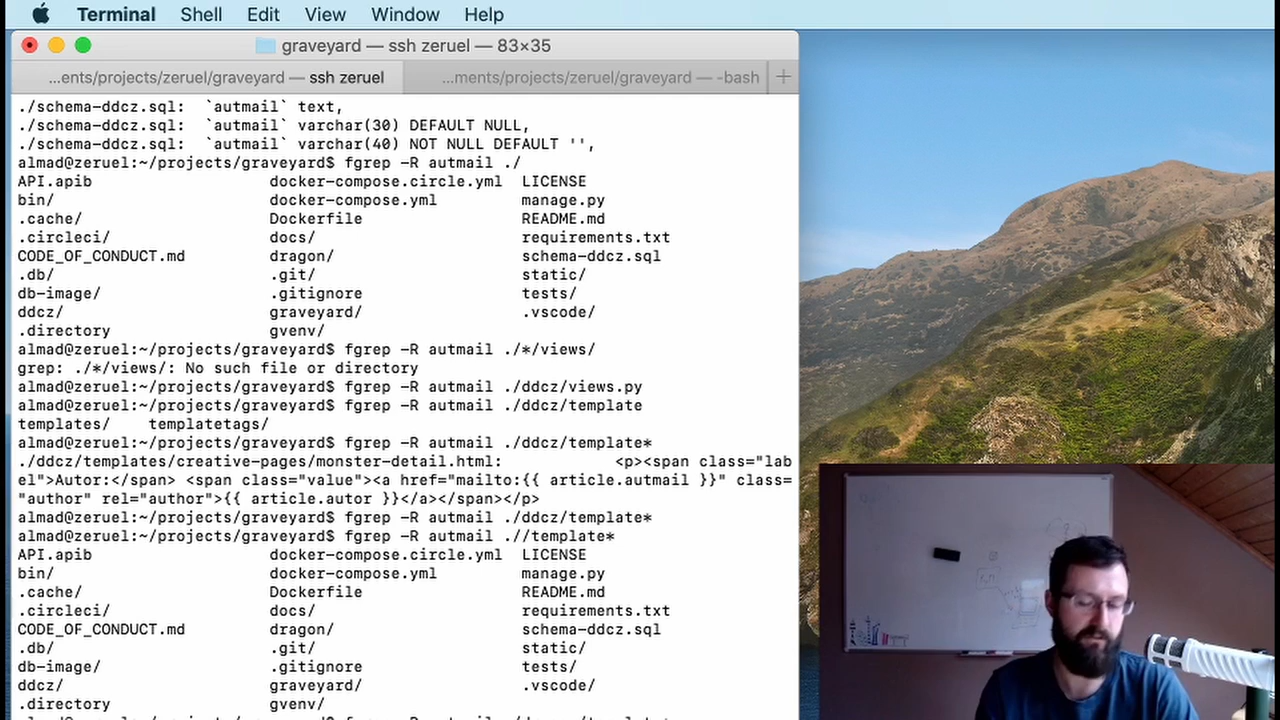 Terminal Shell Edit View Window Help
graveyard — ssh zeruel — 83×35
...ents/projects/zeruel/graveyard — ssh zeruel ...ments/projects/zeruel/graveyard — -bash +
./schema-ddcz.sql:  `autmail` text,
./schema-ddcz.sql:  `autmail` varchar(30) DEFAULT NULL,
./schema-ddcz.sql:  `autmail` varchar(40) NOT NULL DEFAULT '',
almad@zeruel:~/projects/graveyard$ fgrep -R autmail ./
API.apib docker-compose.circle.yml LICENSE
bin/ docker-compose.yml manage.py
.cache/ Dockerfile README.md
.circleci/ docs/ requirements.txt
CODE_OF_CONDUCT.md dragon/ schema-ddcz.sql
.db/ .git/ static/
db-image/ .gitignore tests/
ddcz/ graveyard/ .vscode/
.directory gvenv/
almad@zeruel:~/projects/graveyard$ fgrep -R autmail ./*/views/
grep: ./*/views/: No such file or directory
almad@zeruel:~/projects/graveyard$ fgrep -R autmail ./ddcz/views.py
almad@zeruel:~/projects/graveyard$ fgrep -R autmail ./ddcz/template
templates/ templatetags/
almad@zeruel:~/projects/graveyard$ fgrep -R autmail ./ddcz/template*
./ddcz/templates/creative-pages/monster-detail.html: <p><span class="lab
el">Autor:</span> <span class="value"><a href="mailto:{{ article.autmail }}" class=
"author" rel="author">{{ article.autor }}</a></span></p>
almad@zeruel:~/projects/graveyard$ fgrep -R autmail ./ddcz/template*
almad@zeruel:~/projects/graveyard$ fgrep -R autmail .//template*
API.apib docker-compose.circle.yml LICENSE
bin/ docker-compose.yml manage.py
.cache/ Dockerfile README.md
.circleci/ docs/ requirements.txt
CODE_OF_CONDUCT.md dragon/ schema-ddcz.sql
.db/ .git/ static/
db-image/ .gitignore tests/
ddcz/ graveyard/ .vscode/
.directory gvenv/